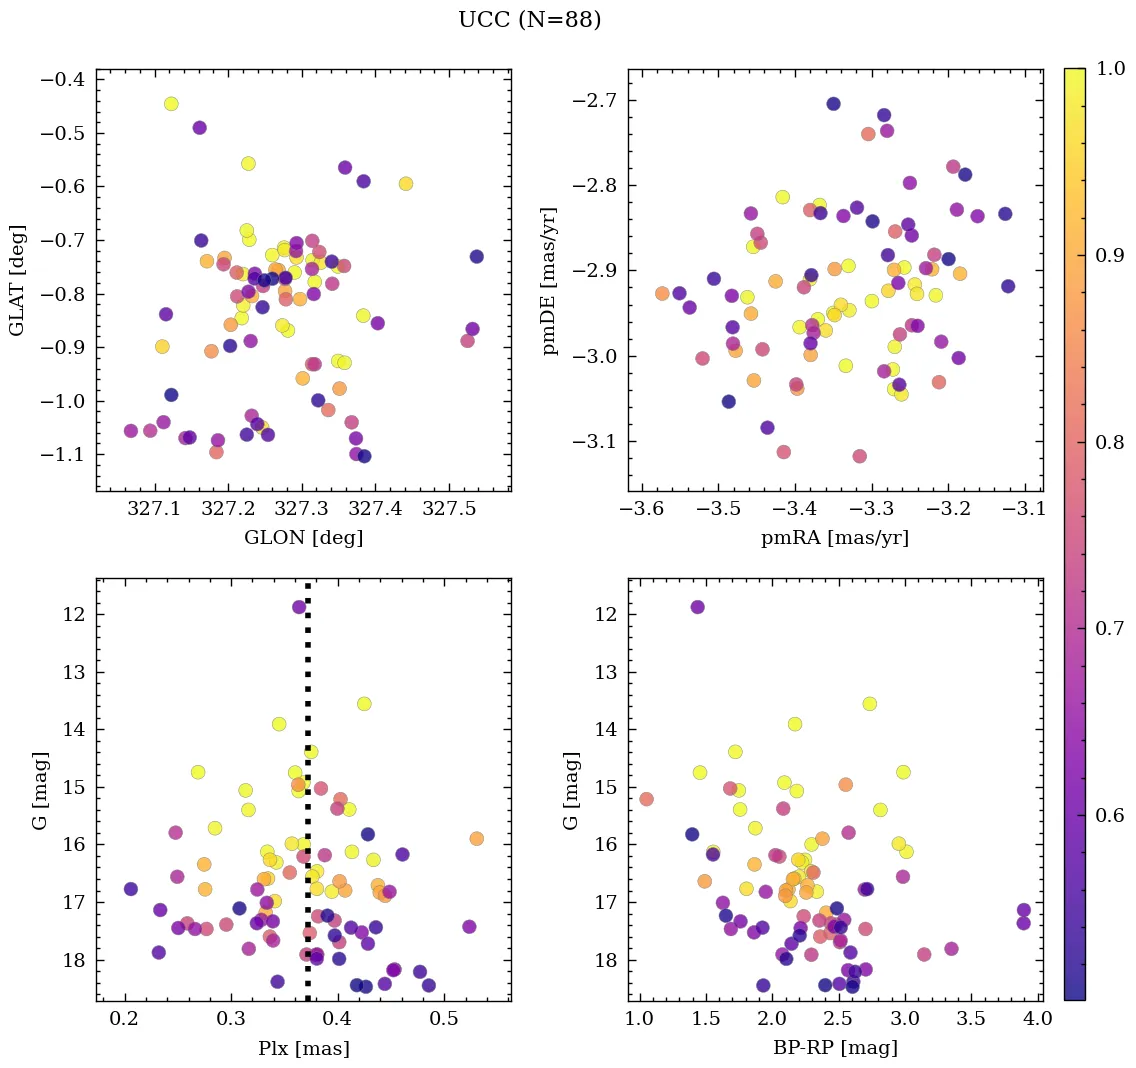 UCC (N=88)
−0.4
−0.5
−0.6
−0.7
−0.8
−0.9
−1.0
−1.1
GLAT [deg]
327.1 327.2 327.3 327.4 327.5
GLON [deg]
−2.7
−2.8
−2.9
−3.0
−3.1
pmDE [mas/yr]
−3.6 −3.5 −3.4 −3.3 −3.2 −3.1
pmRA [mas/yr]
12
13
14
15
16
17
18
G [mag]
0.2 0.3 0.4 0.5
Plx [mas]
12
13
14
15
16
17
18
G [mag]
1.0 1.5 2.0 2.5 3.0 3.5 4.0
BP-RP [mag]
1.0
0.9
0.8
0.7
0.6